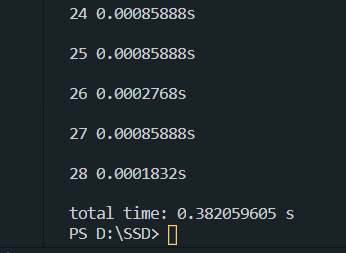 24 0.00085888s
25 0.00085888s
26 0.0002768s
27 0.00085888s
28 0.0001832s
total time: 0.382059605 s
PS D:\SSD>